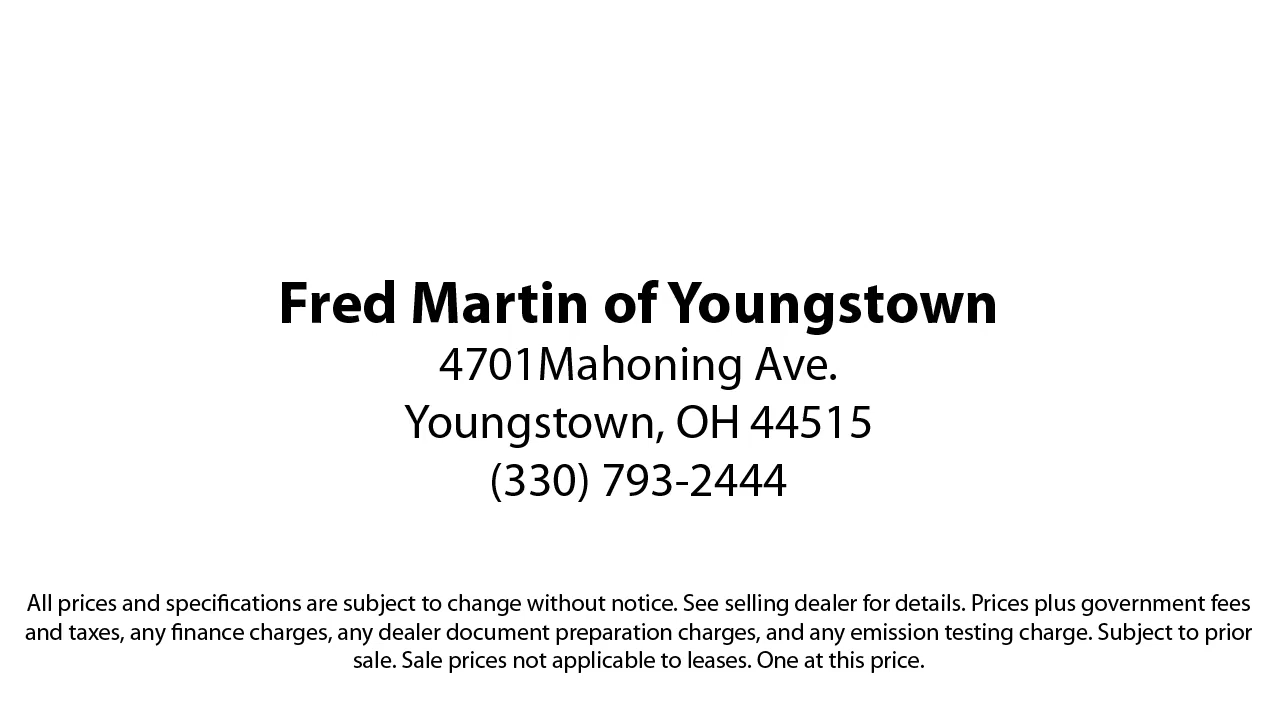 Fred Martin of Youngstown
4701Mahoning Ave.
Youngstown, OH 44515
(330) 793-2444
All prices and specifications are subject to change without notice. See selling dealer for details. Prices plus government fees
and taxes, any finance charges, any dealer document preparation charges, and any emission testing charge. Subject to prior
sale. Sale prices not applicable to leases. One at this price.